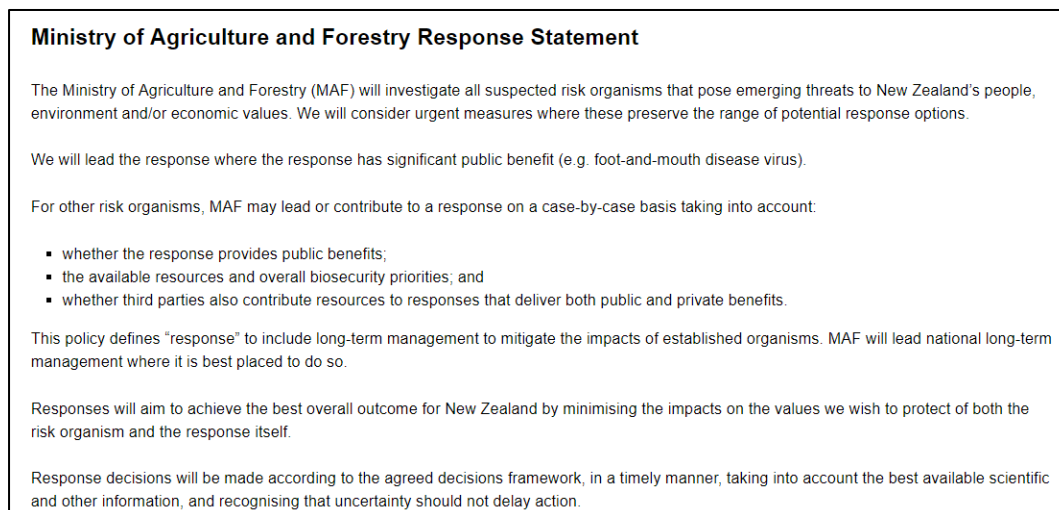 Ministry of Agriculture and Forestry Response Statement
The Ministry of Agriculture and Forestry (MAF) will investigate all suspected risk organisms that pose emerging threats to New Zealand's people,
environment and/or economic values. We will consider urgent measures where these preserve the range of potential response options.
We will lead the response where the response has significant public benefit (e.g. foot-and-mouth disease virus).
For other risk organisms, MAF may lead or contribute to a response on a case-by-case basis taking into account:
▪ whether the response provides public benefits;
▪ the available resources and overall biosecurity priorities; and
▪ whether third parties also contribute resources to responses that deliver both public and private benefits.
This policy defines “response” to include long-term management to mitigate the impacts of established organisms. MAF will lead national long-term
management where it is best placed to do so.
Responses will aim to achieve the best overall outcome for New Zealand by minimising the impacts on the values we wish to protect of both the
risk organism and the response itself.
Response decisions will be made according to the agreed decisions framework, in a timely manner, taking into account the best available scientific
and other information, and recognising that uncertainty should not delay action.